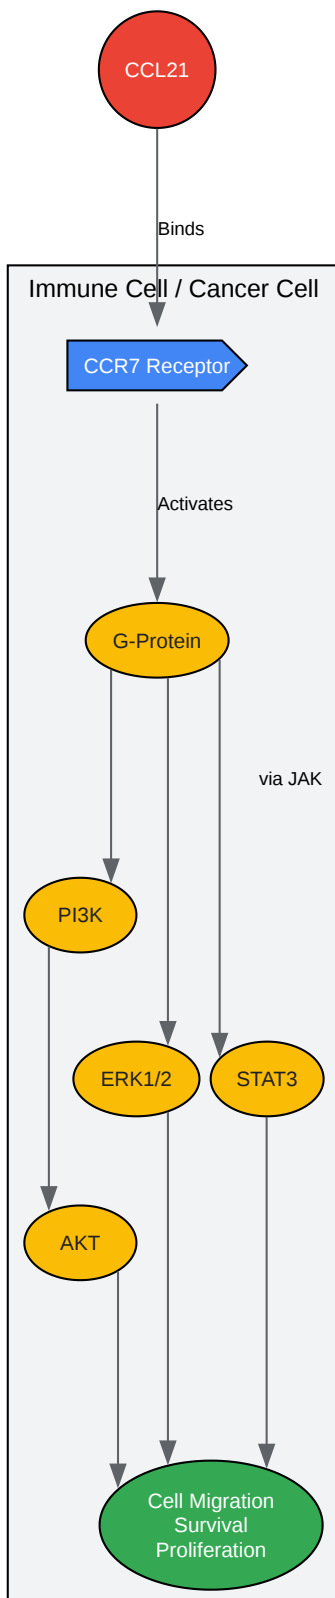 CCL21
Binds
Immune Cell / Cancer Cell
CCR7 Receptor
Activates
G-Protein
via JAK
PI3K
ERK1/2
STAT3
AKT
Cell Migration
Survival
Proliferation